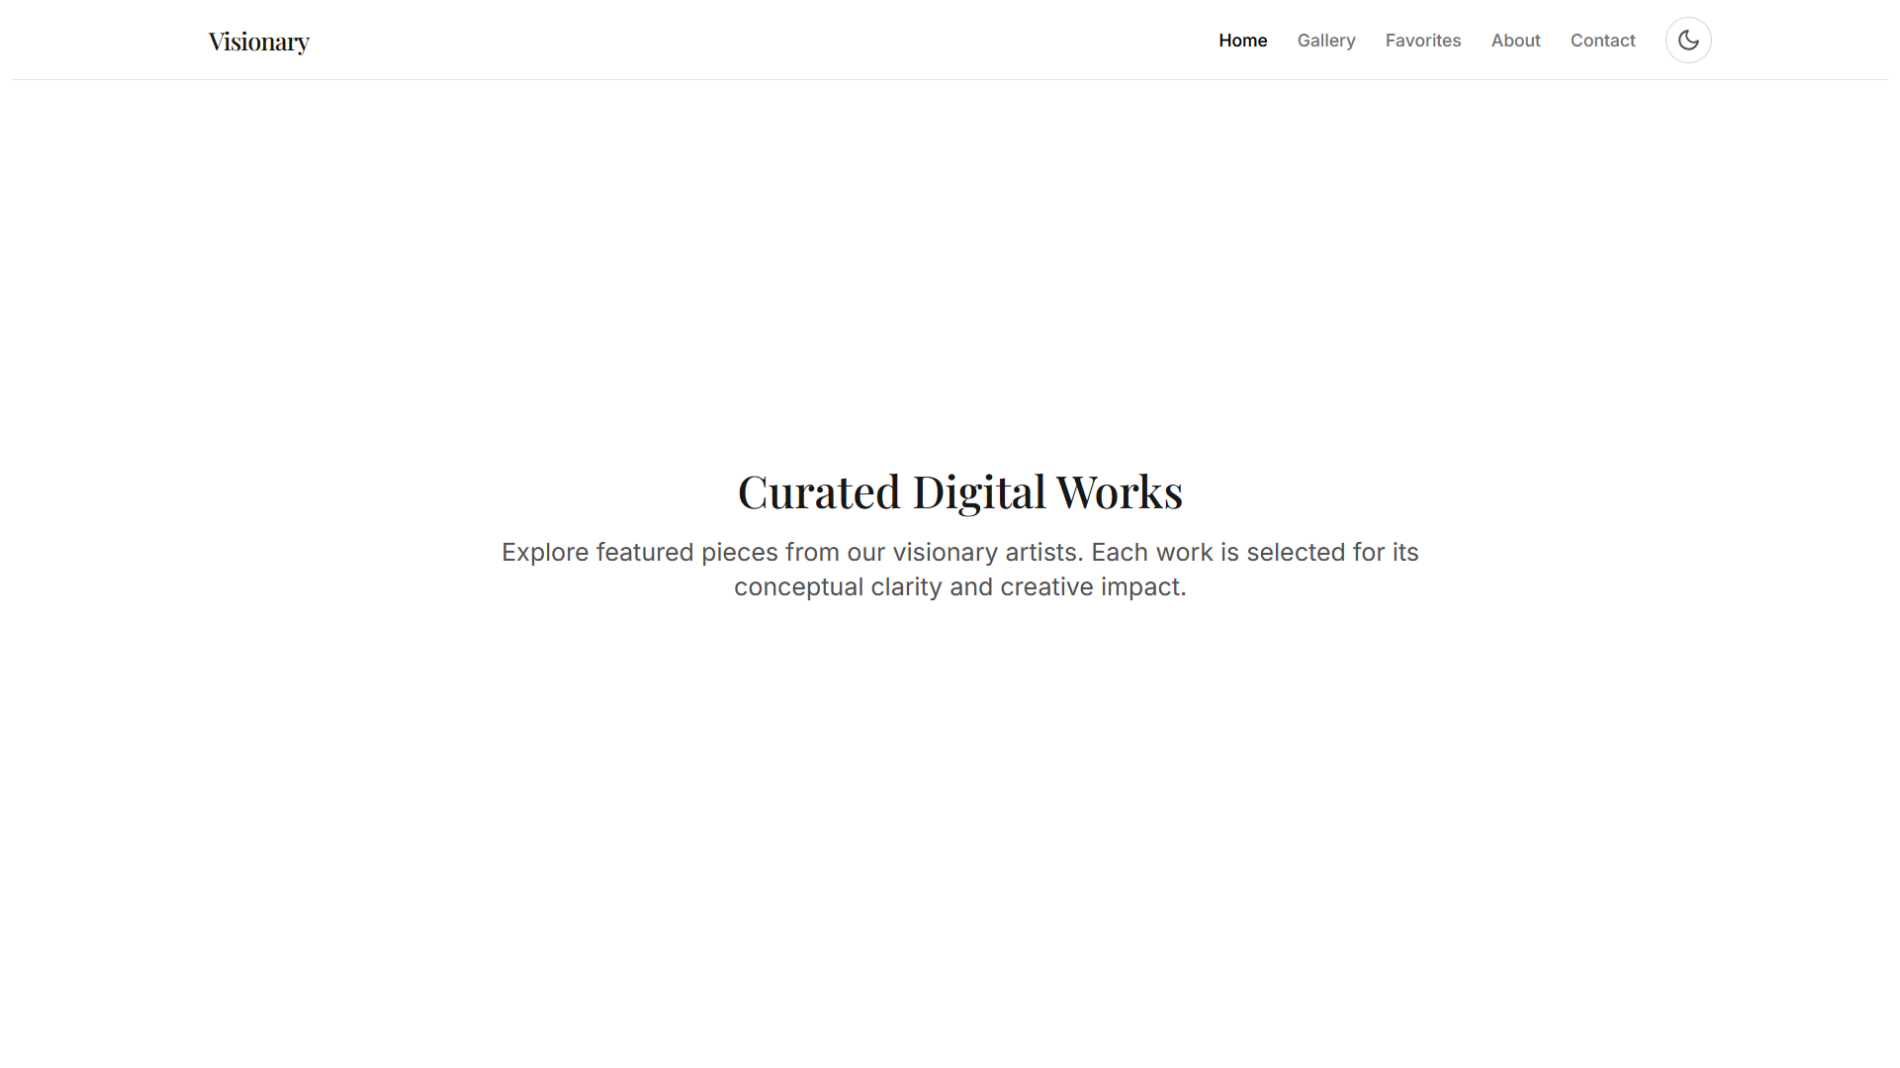 Visionary
Home Gallery Favorites About Contact
Curated Digital Works
Explore featured pieces from our visionary artists. Each work is selected for its
conceptual clarity and creative impact.